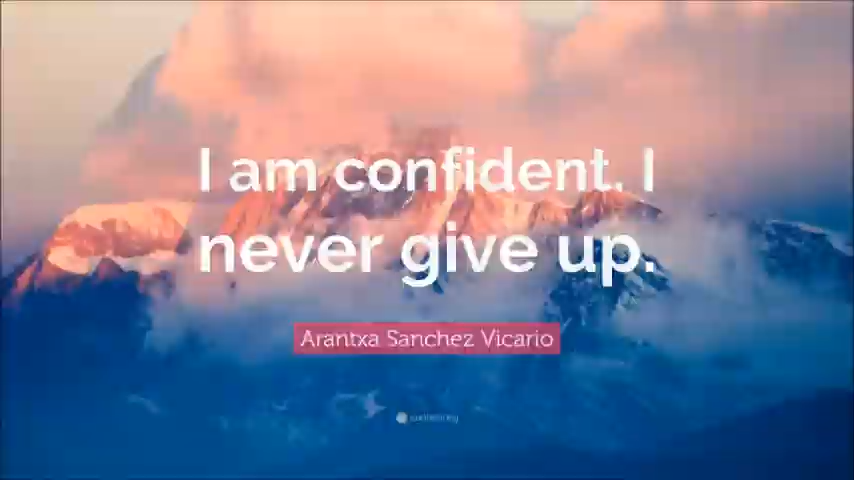 I am confident. I
never give up.
Arantxa Sanchez Vicario